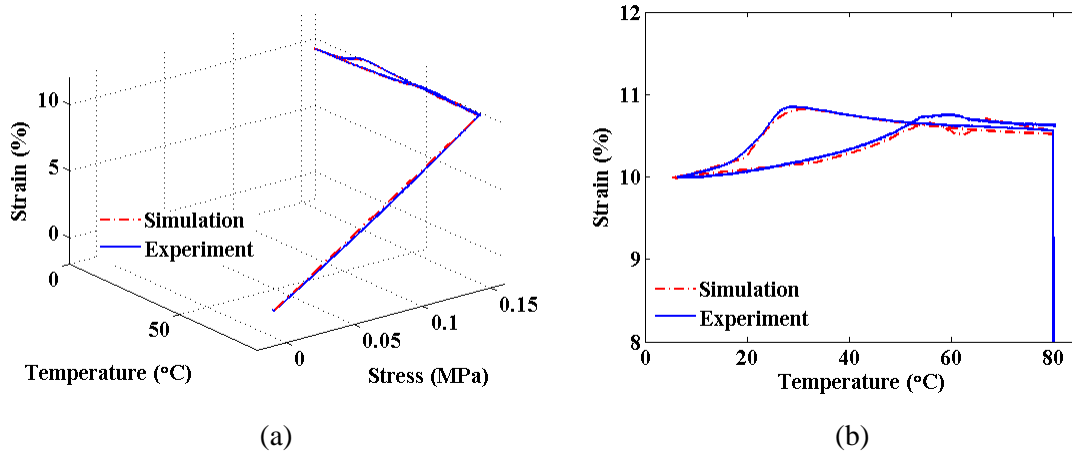 10
5
0
Strain (%)
Simulation
Experiment
0
50
Temperature (°C)
0
0.05
0.1
0.15
Stress (MPa)
(a)
12
11
10
9
8
Strain (%)
Simulation
Experiment
0 20 40 60 80
Temperature (°C)
(b)